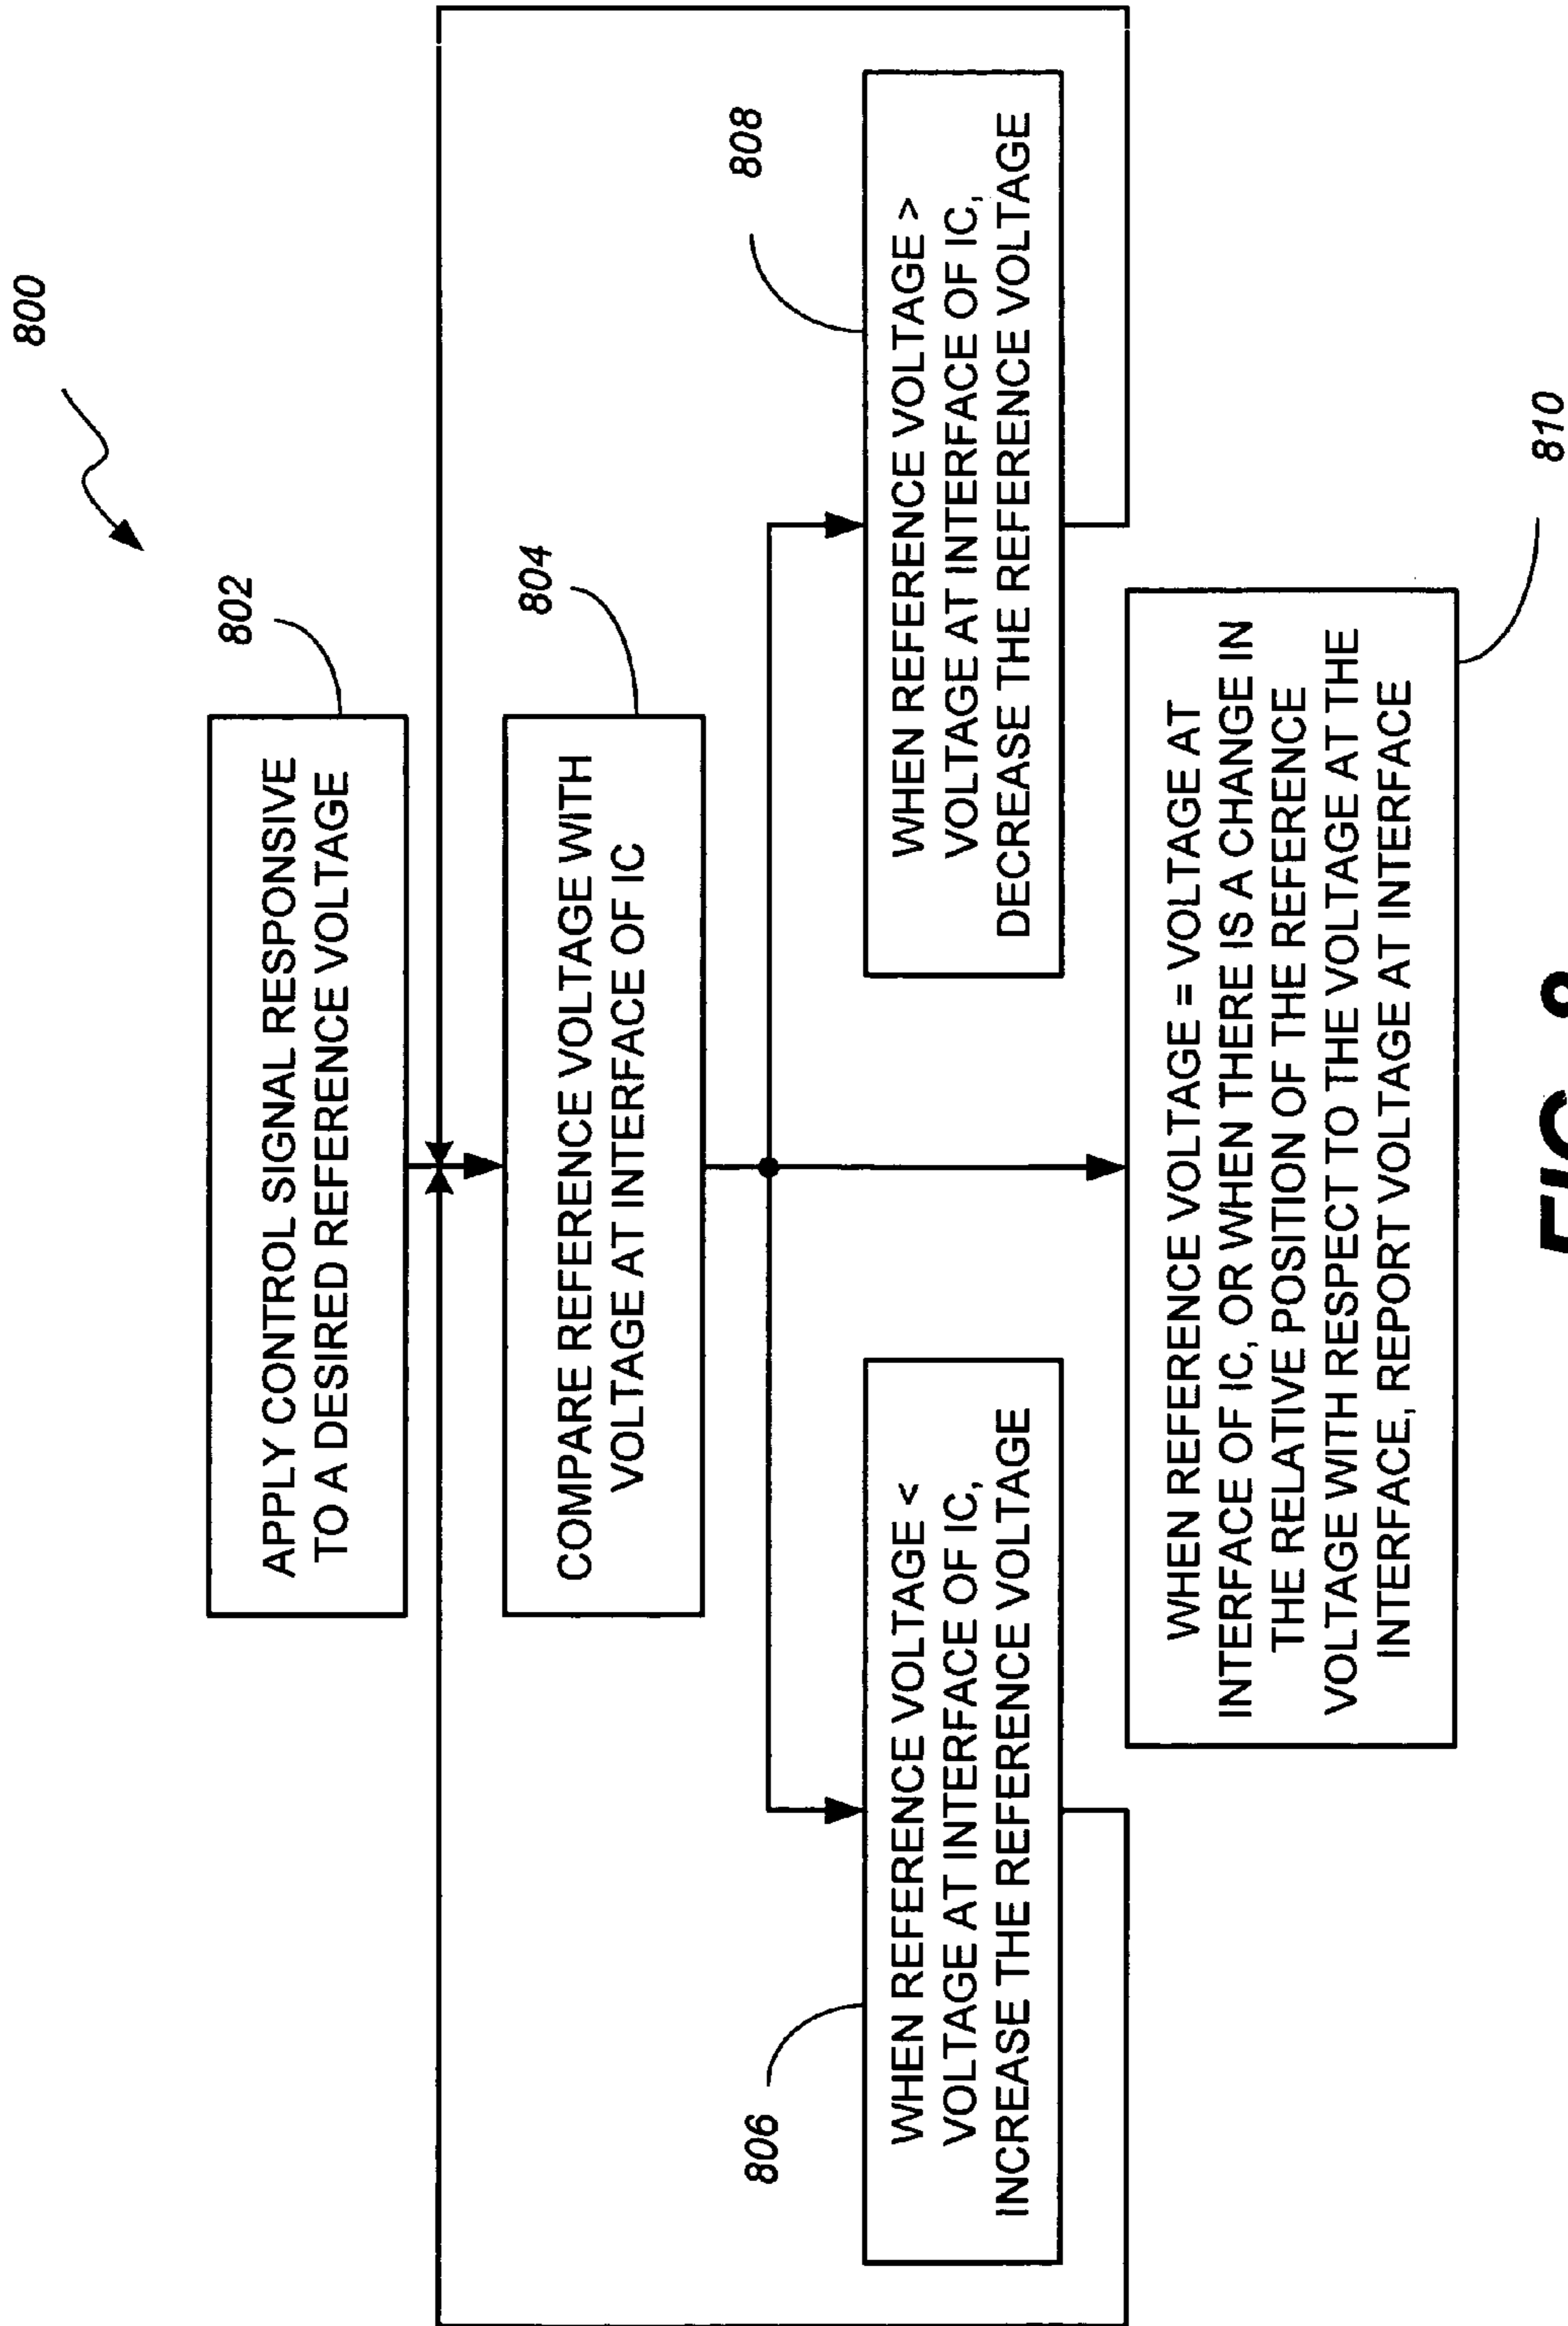 800
802
APPLY CONTROL SIGNAL RESPONSIVE
TO A DESIRED REFERENCE VOLTAGE
804
COMPARE REFERENCE VOLTAGE WITH
VOLTAGE AT INTERFACE OF IC
806
WHEN REFERENCE VOLTAGE <
VOLTAGE AT INTERFACE OF IC,
INCREASE THE REFERENCE VOLTAGE
808
WHEN REFERENCE VOLTAGE >
VOLTAGE AT INTERFACE OF IC,
DECREASE THE REFERENCE VOLTAGE
WHEN REFERENCE VOLTAGE = VOLTAGE AT
INTERFACE OF IC, OR WHEN THERE IS A CHANGE IN
THE RELATIVE POSITION OF THE REFERENCE
VOLTAGE WITH RESPECT TO THE VOLTAGE AT THE
INTERFACE, REPORT VOLTAGE AT INTERFACE
810
FIG. 8